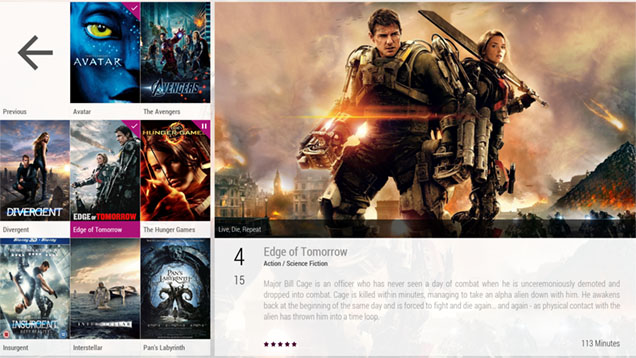 AVATAR
AVENGERS
Previous
Avatar
The Avengers
DIVERGENT
EDGE OF TOMORROW
THE HUNGER GAMES
Divergent
Edge of Tomorrow
The Hunger Games
INSURGENT
INTERSTELLAR
PAN'S LABYRINTH
Insurgent
Interstellar
Pan's Labyrinth
Live, Die, Repeat
4
15
Edge of Tomorrow
Action / Science Fiction
Major Bill Cage is an officer who has never seen a day of combat when he is unceremoniously demoted and
dropped into combat. Cage is killed within minutes, managing to take an alpha alien down with him. He awakens
back at the beginning of the same day and is forced to fight and die again... and again - as physical contact with the
alien has thrown him into a time loop.
113 Minutes